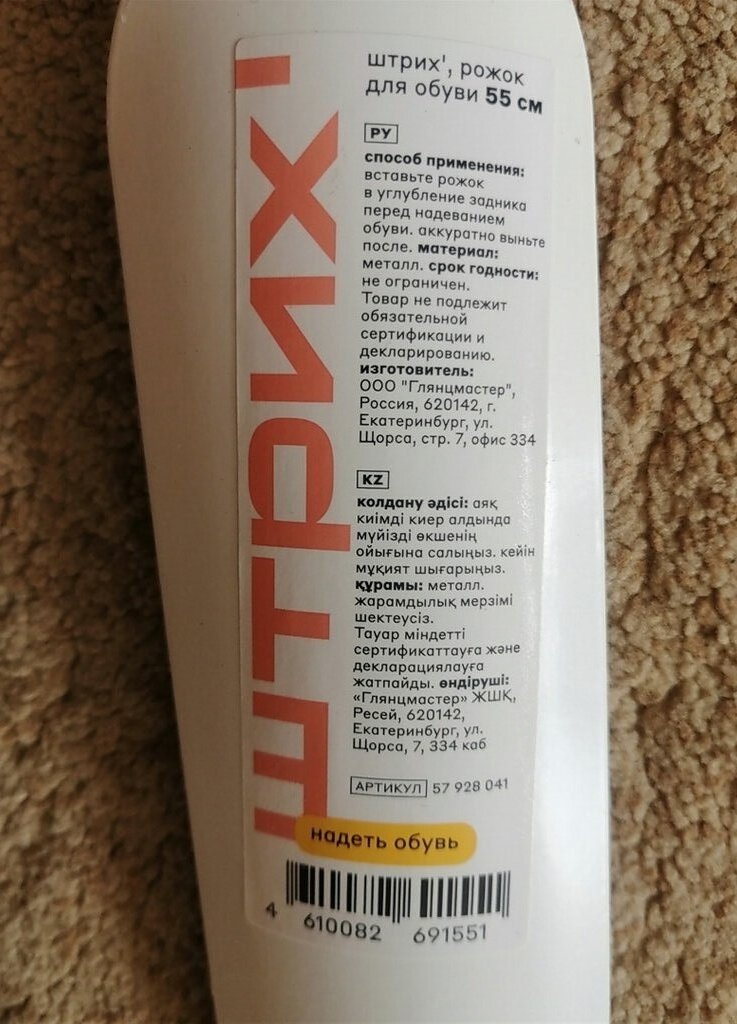 штрих'
штрих', рожок
для обуви 55 см
РУ
способ применения:
вставьте рожок
в углубление задника
перед надеванием
обуви. аккуратно выньте
после. материал:
металл. срок годности:
не ограничен.
Товар не подлежит
обязательной
сертификации и
декларированию.
изготовитель:
ООО "Глянцмастер",
Россия, 620142, г.
Екатеринбург, ул.
Щорса, стр. 7, офис 334
KZ
колдану әдісі: аяқ
киімді киер алдында
мүйізді өкшенің
ойығына салыңыз. кейін
мұқият шығарыңыз.
құрамы: металл.
жарамдылық мерзімі
шектеусіз.
Тауар міндетті
сертификаттауға және
декларациялауға
жатпайды. өндіруші:
«Глянцмастер» ЖШҚ,
Ресей, 620142,
Екатеринбург, ул.
Щорса, 7, 334 каб
АРТИКУЛ 57 928 041
надеть обувь
4 610082 691551